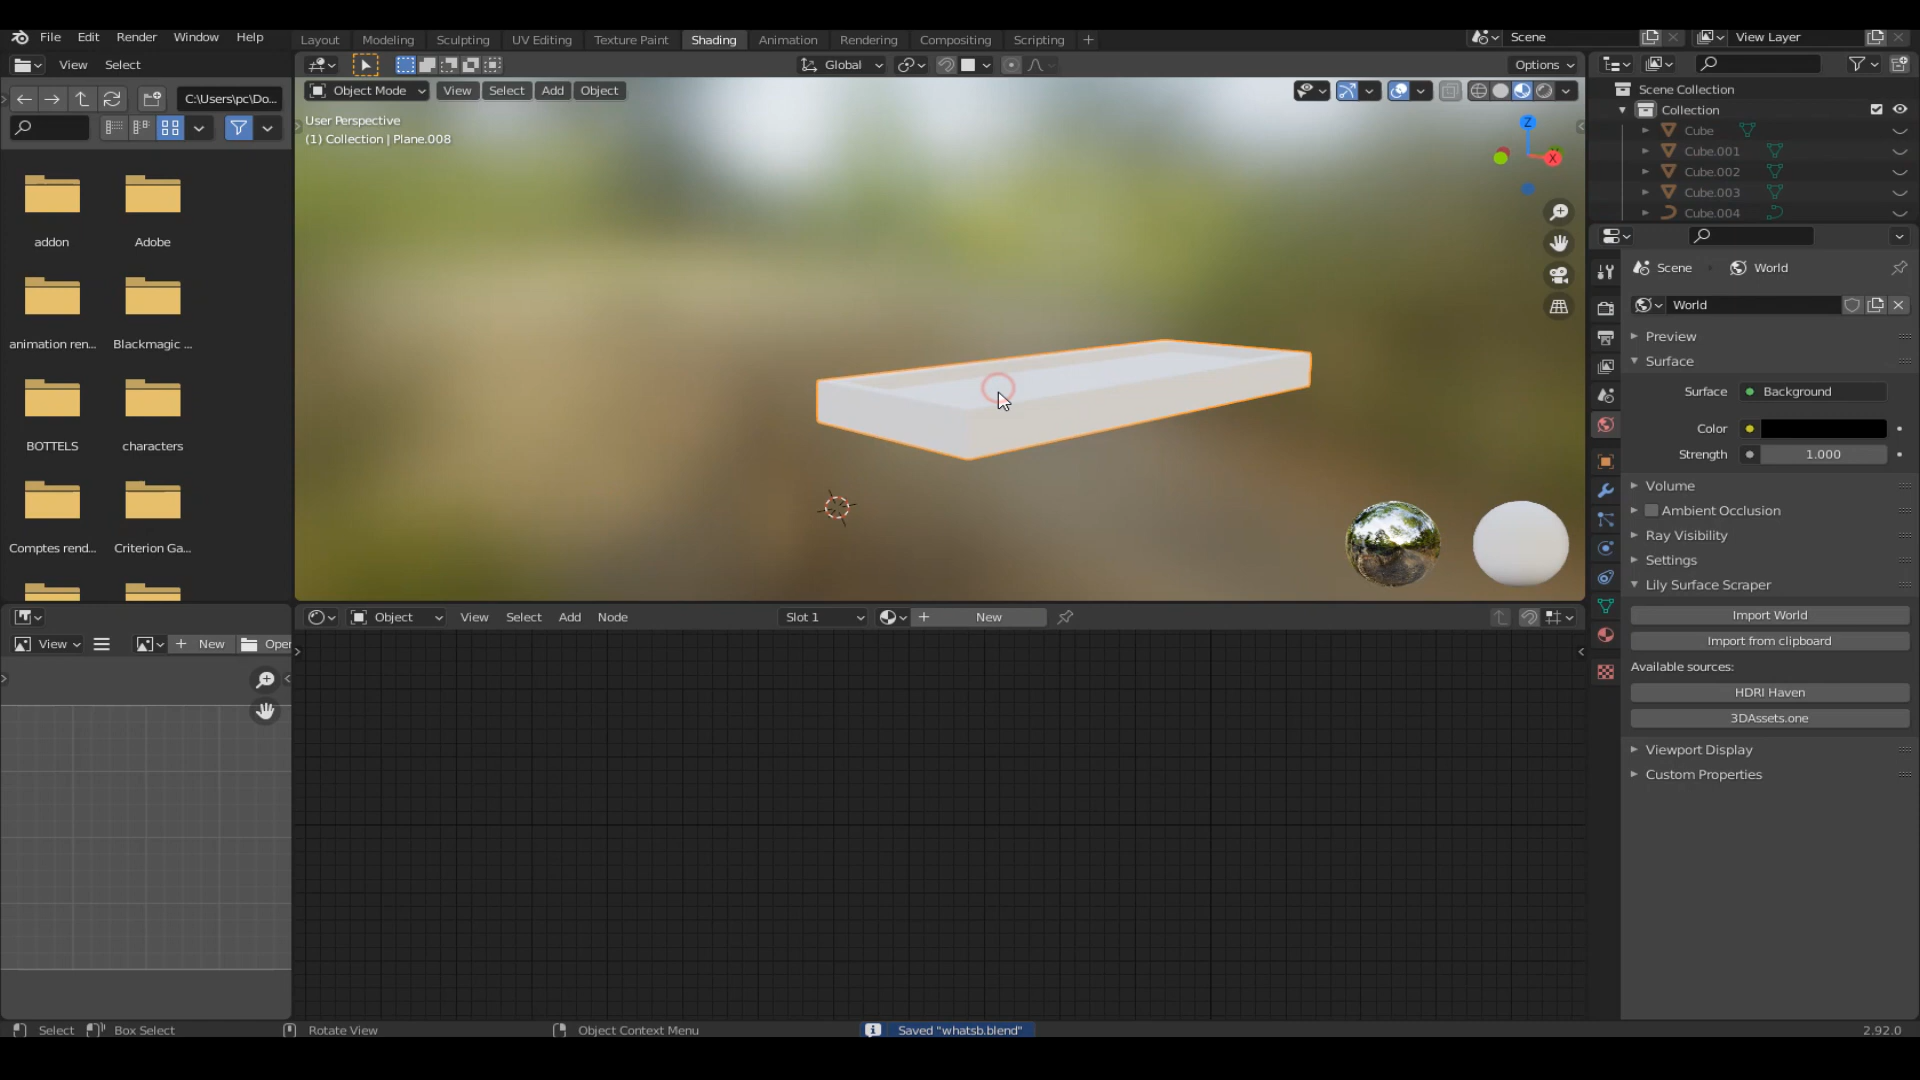 File Edit Render Window Help
Layout Modeling Sculpting UV Editing Texture Paint Shading Animation Rendering Compositing Scripting +
Scene
View Layer
View Select
Global
Options
C:\Users\pc\Do...
Object Mode View Select Add Object
User Perspective
(1) Collection | Plane.008
Z
X
Scene Collection
Collection
Cube
Cube.001
Cube.002
Cube.003
Cube.004
addon
Adobe
animation ren...
Blackmagic ...
BOTTELS
characters
Comptes rend...
Criterion Ga...
Scene
World
World
Preview
Surface
Surface
Background
Color
Strength
1.000
Volume
Ambient Occlusion
Ray Visibility
Settings
Lily Surface Scraper
Import World
Import from clipboard
Available sources:
HDRI Haven
3DAssets.one
Viewport Display
Custom Properties
Object View Select Add Node
Slot 1
New
View
New
Oper
Select
Box Select
Rotate View
Object Context Menu
Saved "whatsb.blend"
2.92.0